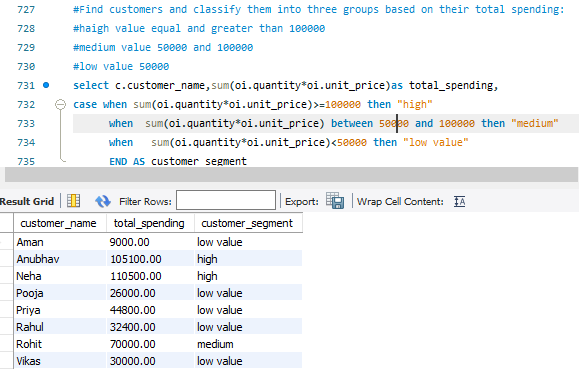 727 #Find customers and classify them into three groups based on their total spending:
728 #haigh value equal and greater than 100000
729 #medium value 50000 and 100000
730 #low value 50000
731 select c.customer_name,sum(oi.quantity*oi.unit_price)as total_spending,
732 case when sum(oi.quantity*oi.unit_price)>=100000 then "high"
733 when sum(oi.quantity*oi.unit_price) between 50000 and 100000 then "medium"
734 when sum(oi.quantity*oi.unit_price)<50000 then "low value"
735 END AS customer_segment
Result Grid Filter Rows: Export: Wrap Cell Content: IA
customer_name total_spending customer_segment
Aman 9000.00 low value
Anubhav 105100.00 high
Neha 110500.00 high
Pooja 26000.00 low value
Priya 44800.00 low value
Rahul 32400.00 low value
Rohit 70000.00 medium
Vikas 30000.00 low value